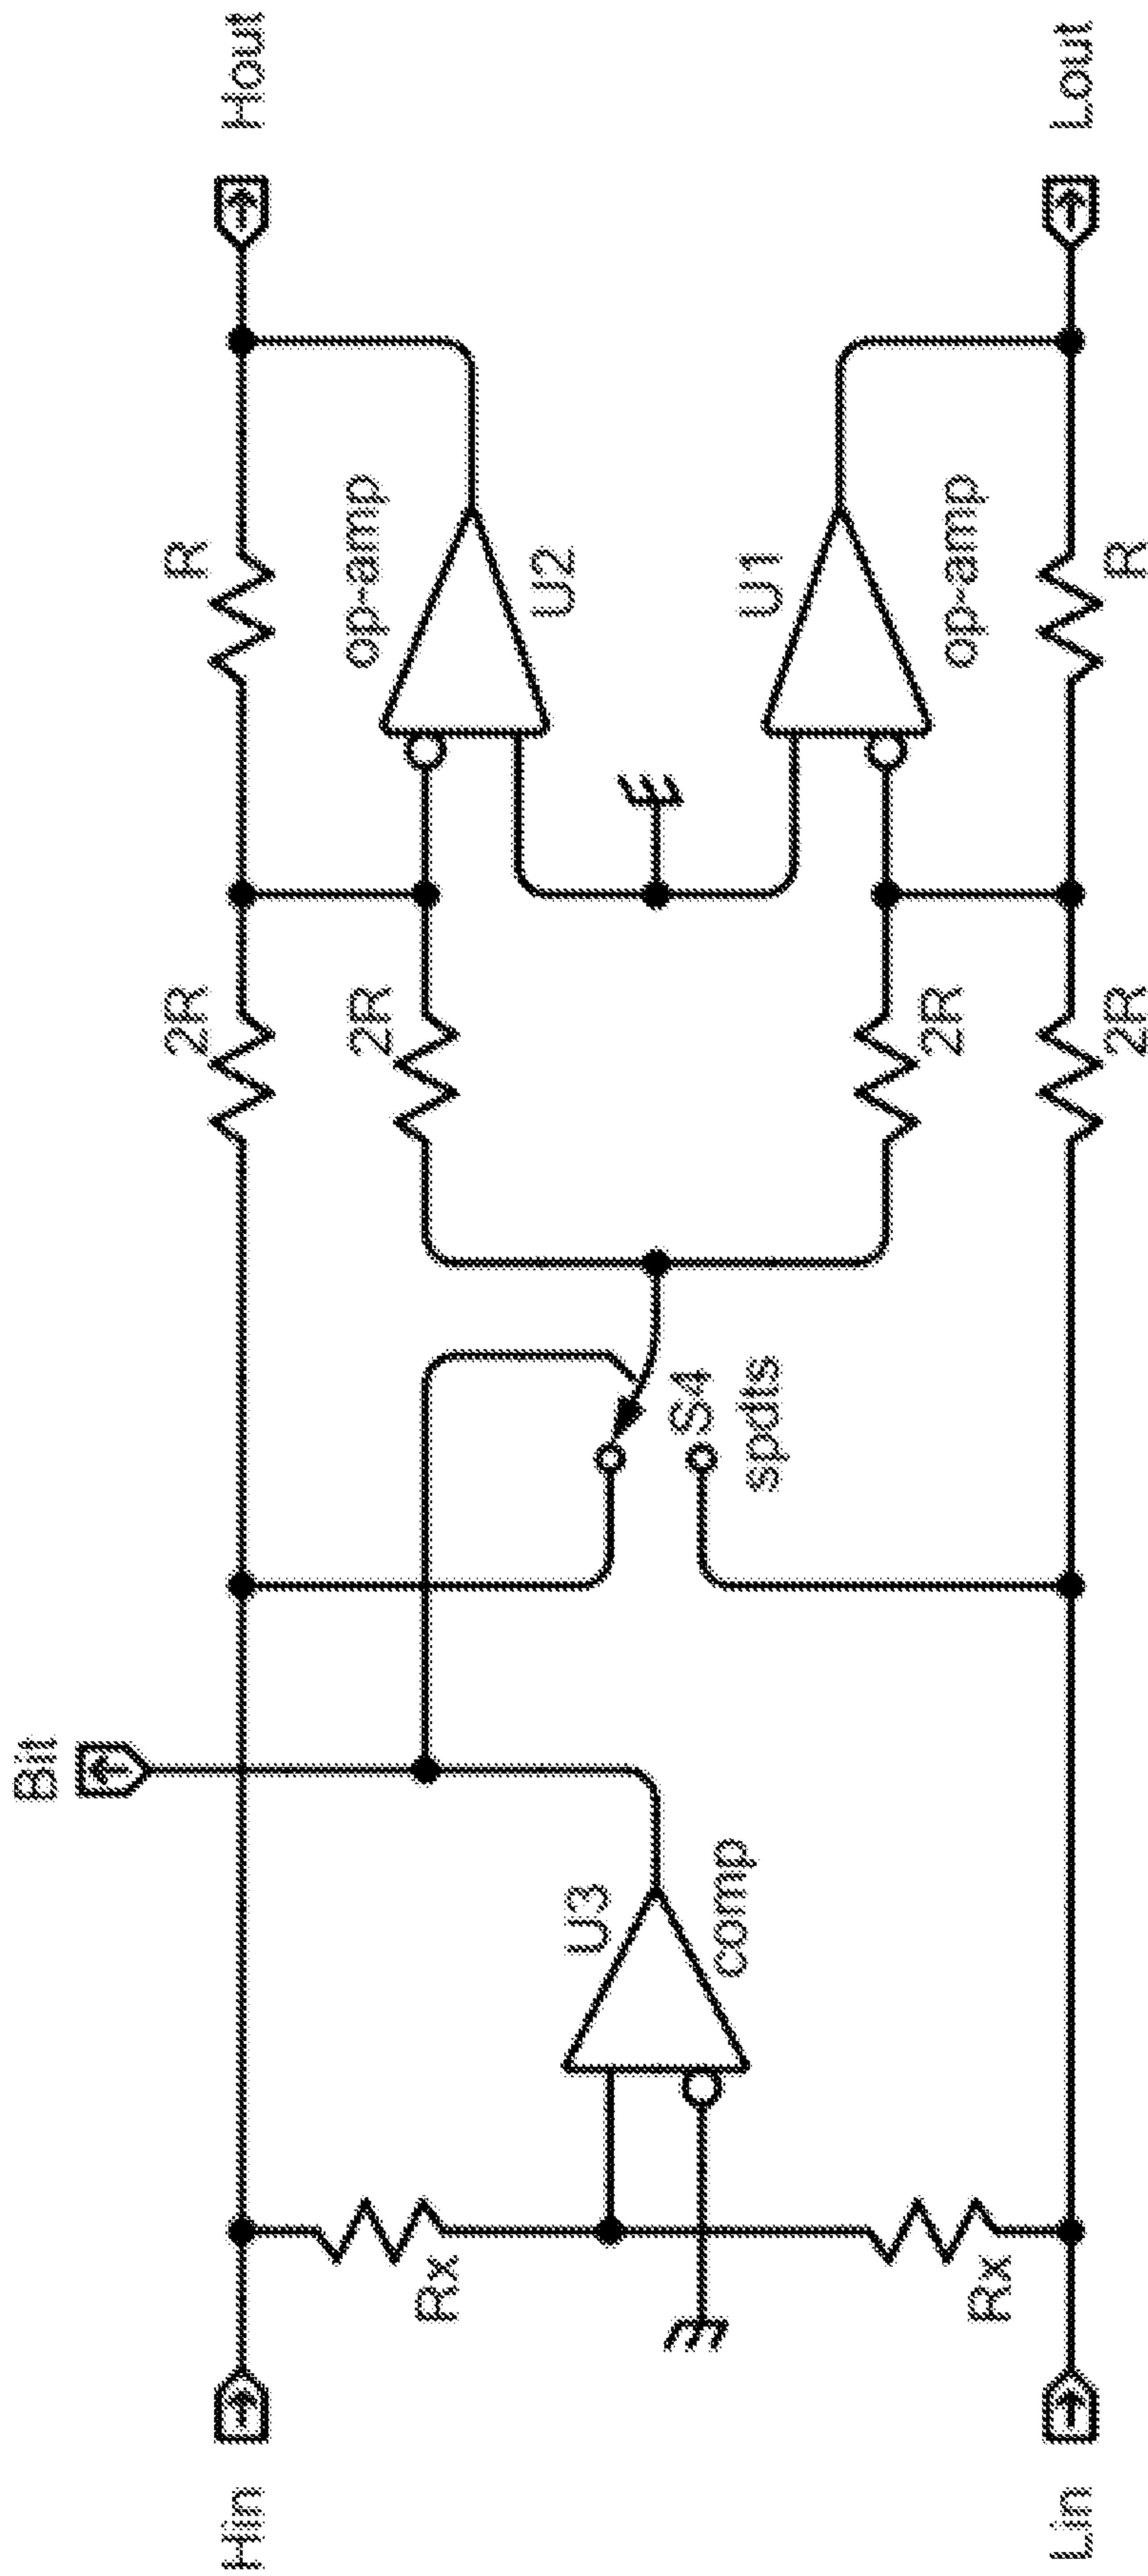 Bit
Hin
Hout
Rx
Rx
U3
comp
S4
spdts
2R
2R
2R
2R
R
op-amp
U2
U1
op-amp
R
Lin
Lout